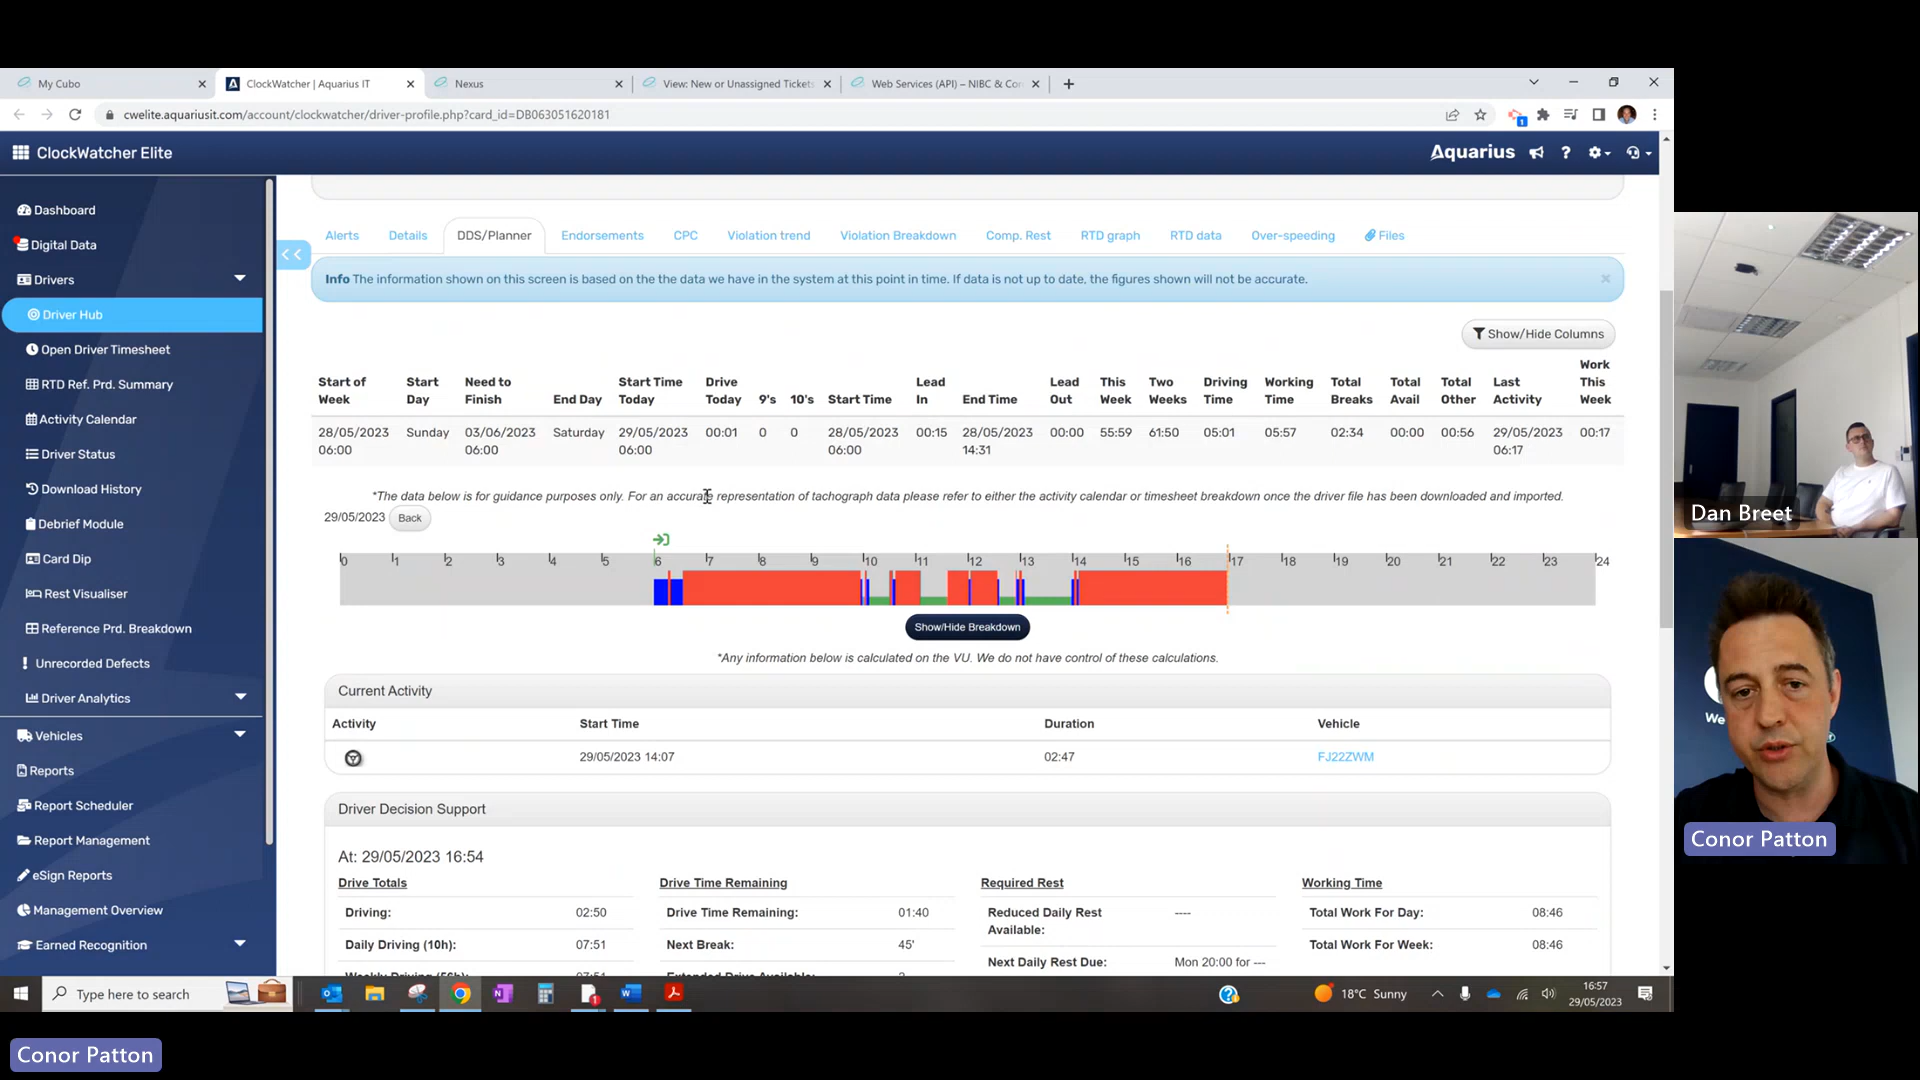 My Cubo
ClockWatcher | Aquarius IT
Nexus
View: New or Unassigned Tickets
Web Services (API) – NIBC & Cor
cwelite.aquariusit.com/account/clockwatcher/driver-profile.php?card_id=DB063051620181
1
ClockWatcher Elite
Aquarius
Dashboard
Digital Data
Drivers
Driver Hub
Open Driver Timesheet
RTD Ref. Prd. Summary
Activity Calendar
Driver Status
Download History
Debrief Module
Card Dip
Rest Visualiser
Reference Prd. Breakdown
Unrecorded Defects
Driver Analytics
Vehicles
Reports
Report Scheduler
Report Management
eSign Reports
Management Overview
Earned Recognition
Alerts Details DDS/Planner Endorsements CPC Violation trend Violation Breakdown Comp. Rest RTD graph RTD data Over-speeding Files
Info The information shown on this screen is based on the the data we have in the system at this point in time. If data is not up to date, the figures shown will not be accurate.
Show/Hide Columns
Start of Week Start Day Need to Finish End Day Start Time Today Drive Today 9's 10's Start Time Lead In End Time Lead Out This Week Two Weeks Driving Time Working Time Total Breaks Total Avail Total Other Last Activity Work This Week
28/05/2023 06:00 Sunday 03/06/2023 06:00 Saturday 29/05/2023 06:00 00:01 0 0 28/05/2023 06:00 00:15 28/05/2023 14:31 00:00 55:59 61:50 05:01 05:57 02:34 00:00 00:56 29/05/2023 06:17 00:17
*The data below is for guidance purposes only. For an accurate representation of tachograph data please refer to either the activity calendar or timesheet breakdown once the driver file has been downloaded and imported.
29/05/2023 Back
0 1 2 3 4 5 6 7 8 9 10 11 12 13 14 15 16 17 18 19 20 21 22 23 24
Show/Hide Breakdown
*Any information below is calculated on the VU. We do not have control of these calculations.
Current Activity
Activity Start Time Duration Vehicle
29/05/2023 14:07 02:47 FJ22ZWM
Driver Decision Support
At: 29/05/2023 16:54
Drive Totals Drive Time Remaining Required Rest Working Time
Driving: 02:50 Drive Time Remaining: 01:40 Reduced Daily Rest Available: ---- Total Work For Day: 08:46
Daily Driving (10h): 07:51 Next Break: 45' Next Daily Rest Due: Mon 20:00 for --- Total Work For Week: 08:46
Weekly Driving (56h): 07:51 Extended Drive Available: 2
Type here to search
18°C Sunny
16:57
29/05/2023
Dan Breet
We
Conor Patton
Conor Patton